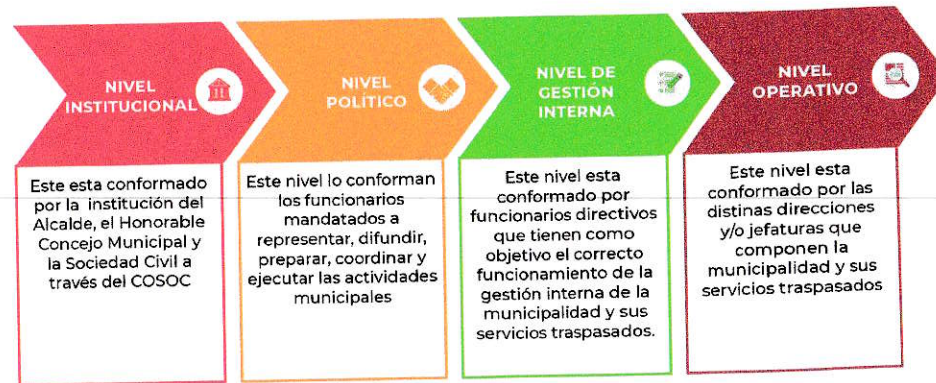 NIVEL
INSTITUCIONAL
Este esta conformado
por la institución del
Alcalde, el Honorable
Concejo Municipal y
la Sociedad Civil a
través del COSOC
NIVEL
POLÍTICO
Este nivel lo conforman
los funcionarios
mandatados a
representar, difundir,
preparar, coordinar y
ejecutar las actividades
municipales
NIVEL DE
GESTIÓN
INTERNA
Este nivel esta
conformado por
funcionarios directivos
que tienen como
objetivo el correcto
funcionamiento de la
gestión interna de la
municipalidad y sus
servicios traspasados.
NIVEL
OPERATIVO
Este nivel esta
conformado por las
distinas direcciones
y/o jefaturas que
componen la
municipalidad y sus
servicios traspasados